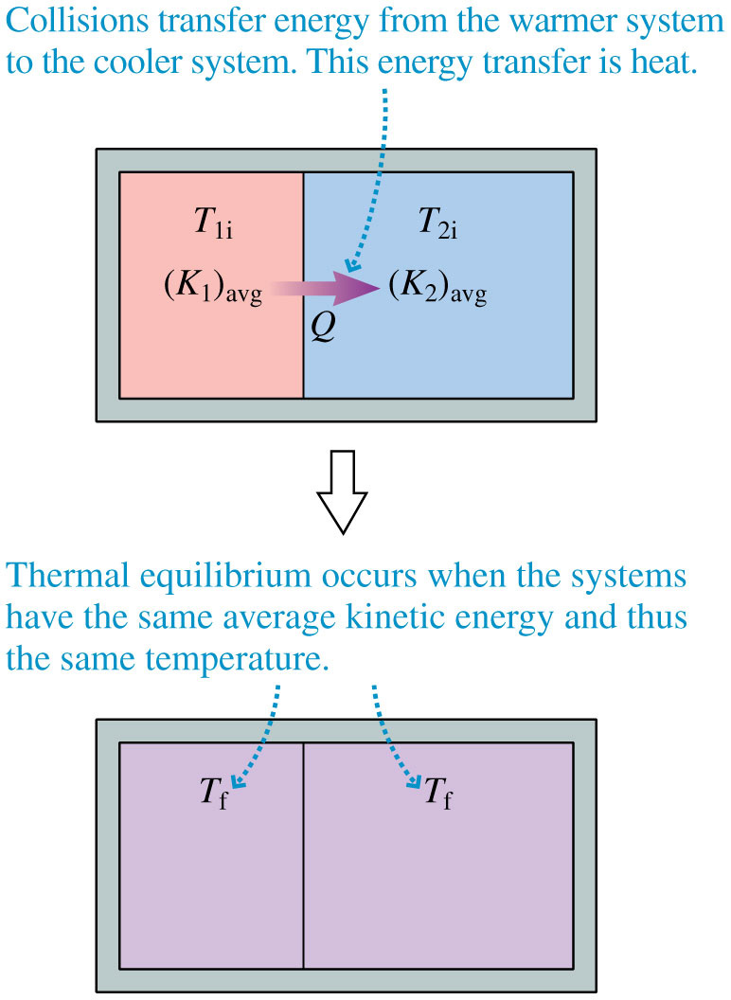 Collisions transfer energy from the warmer system
to the cooler system. This energy transfer is heat.
T1i T2i
(K1)avg (K2)avg
Q
Thermal equilibrium occurs when the systems
have the same average kinetic energy and thus
the same temperature.
Tf Tf